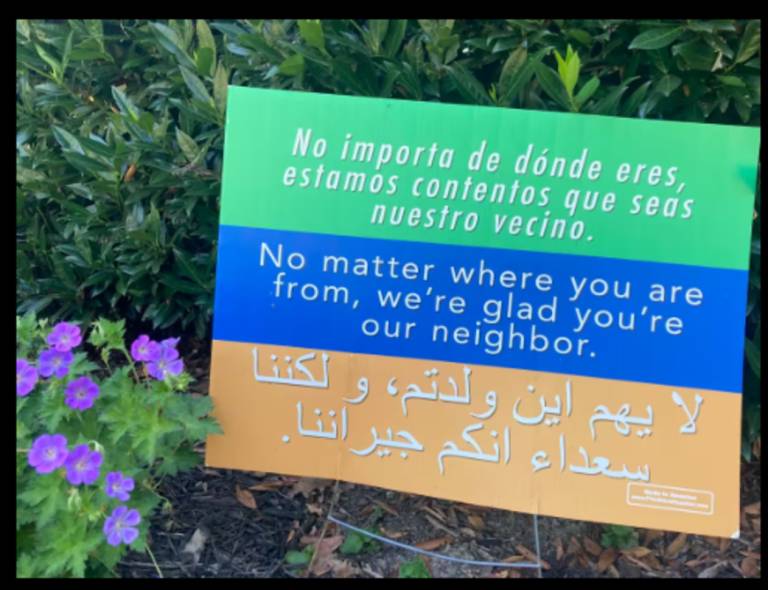 No importa de dónde eres,
estamos contentos que seas
nuestro vecino.
No matter where you are
from, we're glad you're
our neighbor.
لا يهم اين ولدتم، و لكننا
سعداء انكم جيراننا.